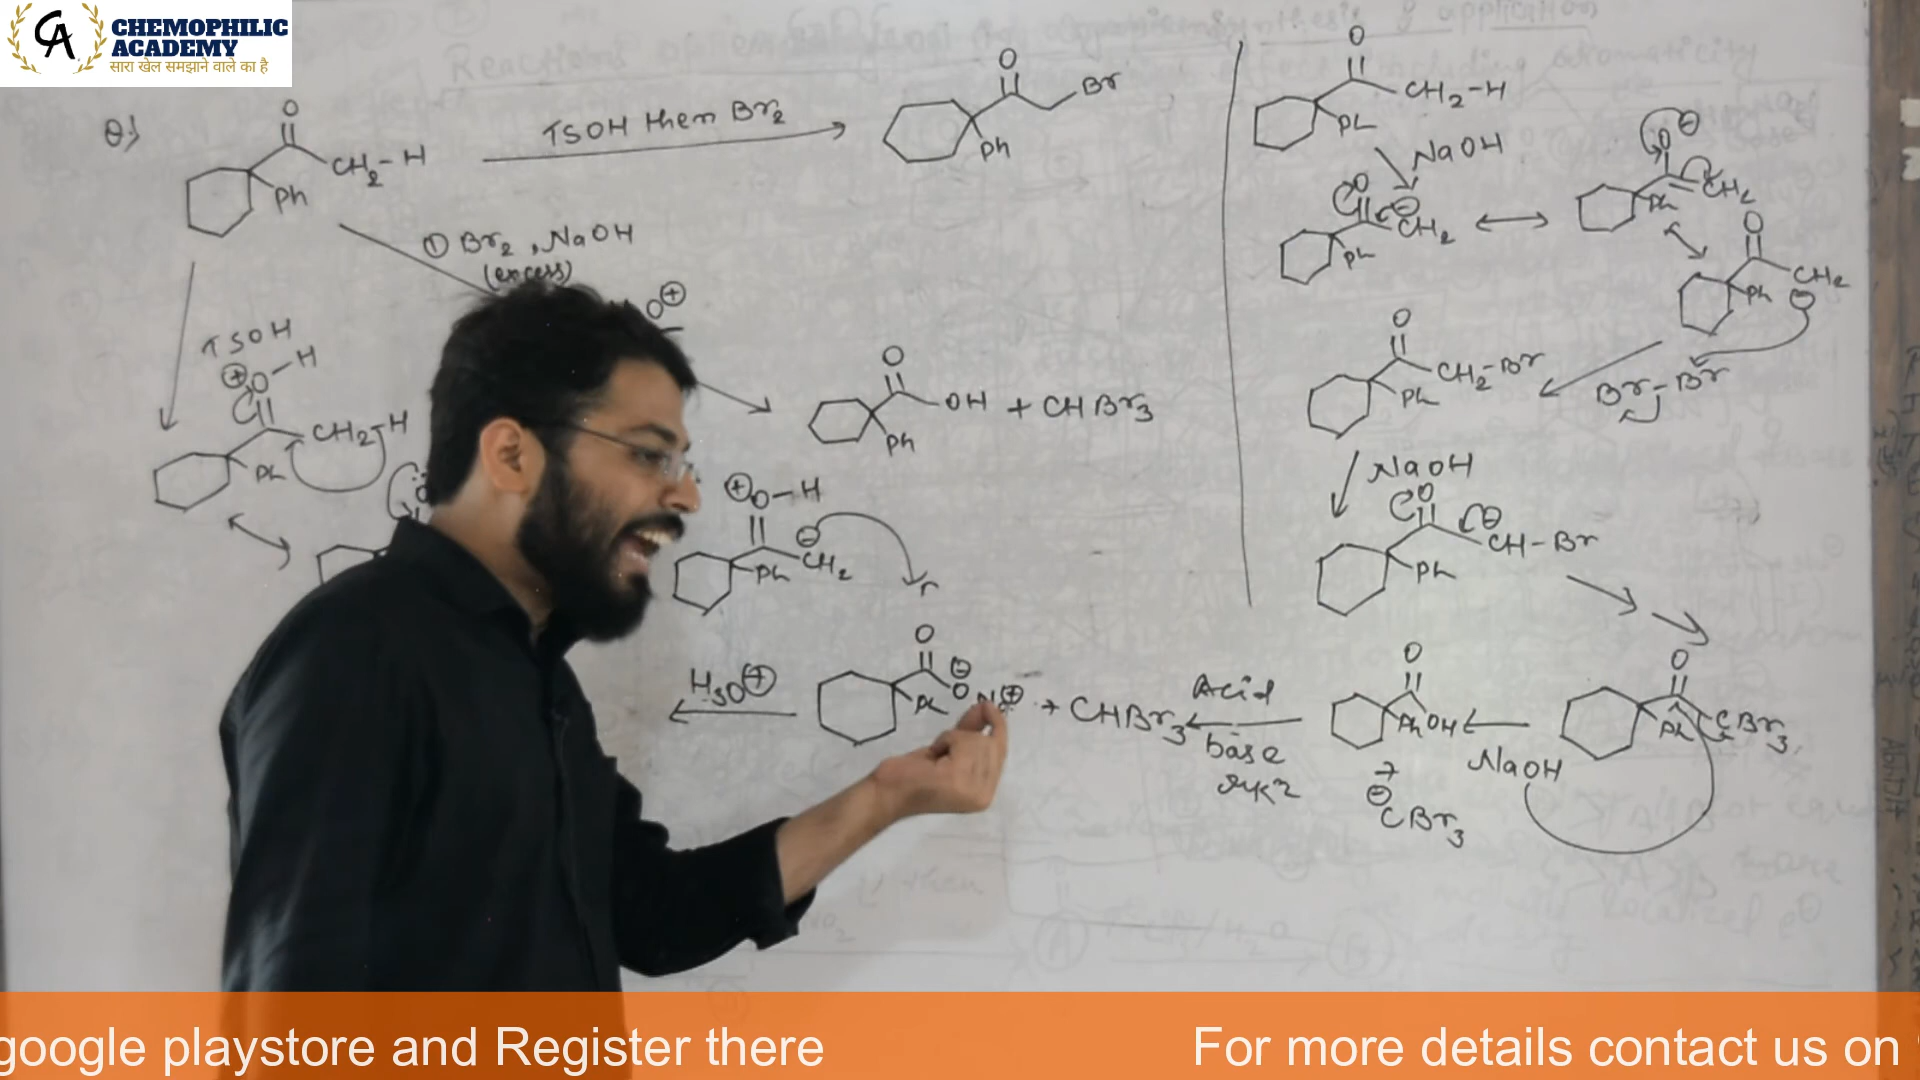 CHEMOPHILIC
ACADEMY
सारा खेल समझाने वाले का है
Q.)
O
CH2-H
Ph
TSOH then Br2
O
Br
Ph
① Br2, NaOH
(excess)
O⊕
O
OH + CHBr3
Ph
TSOH
⊕O-H
CH2-H
Ph
⊕O-H
⊖
CH2
Ph
H3O⊕
O
⊖
O
Ph
⊕ + CHBr3
O
CH2-H
Ph
NaOH
O
⊖
CH2
Ph
O⊖
CH2
Ph
O
CH2
⊖
Ph
Br-Br
O
CH2-Br
Ph
NaOH
O
⊖
CH-Br
Ph
O
CBr3
Ph
NaOH
O
OH
Ph
+
⊖CBr3
Acid
base
google playstore and Register there
For more details contact us on